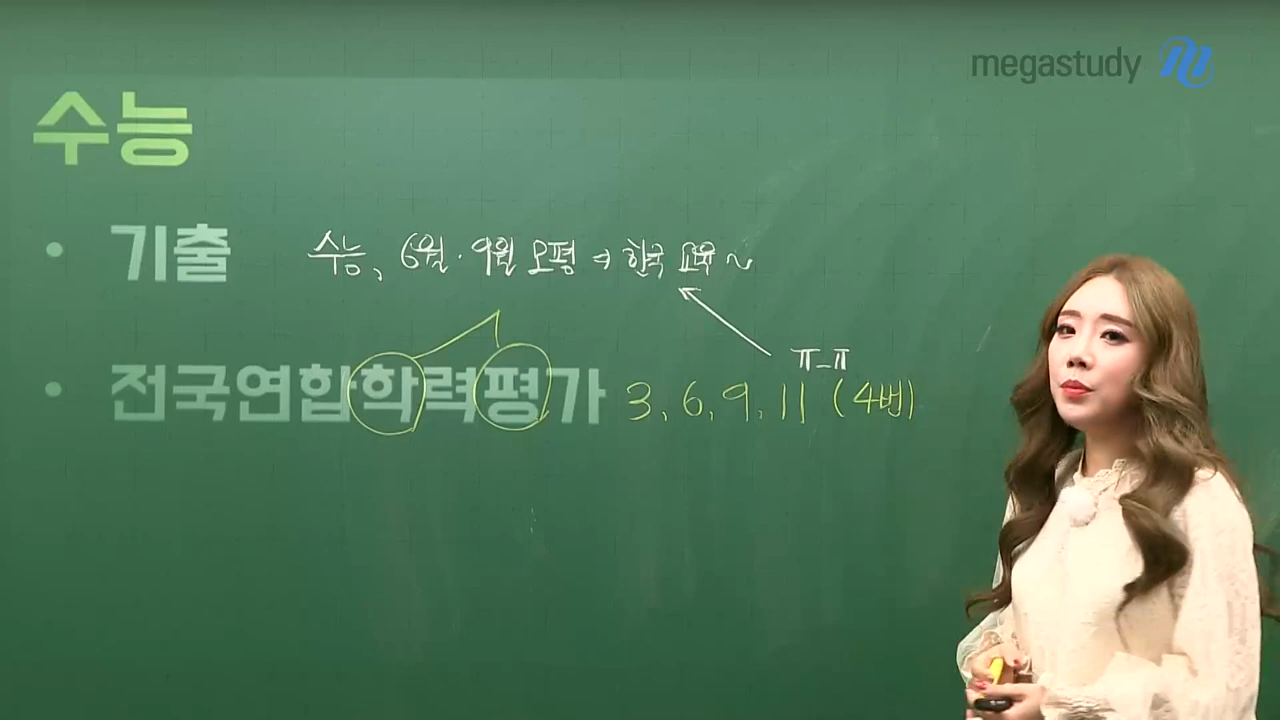 megastudy
수능
• 기출 수능, 6월·9월 모평 ⇒ 한국 교육 ~
ㅠ_ㅠ
• 전국연합학력평가 3, 6, 9, 11 (4번)